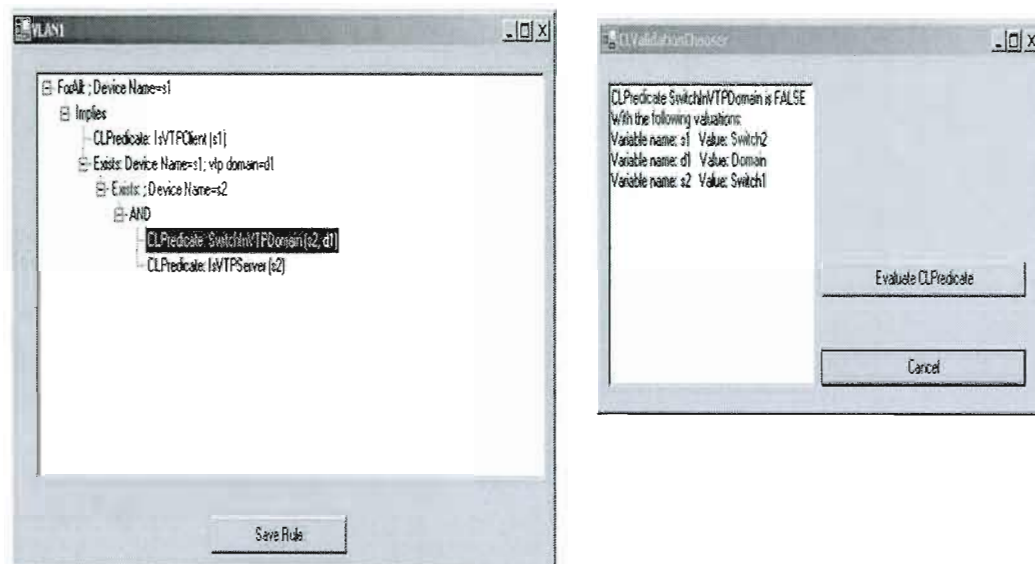 VLAN1
ForAll: ; Device Name=s1
Implies
CLPredicate: IsVTPClient (s1)
Exists: Device Name=s1; vtp domain=d1
Exists: ; Device Name=s2
AND
CLPredicate: SwitchInVTPDomain (s2, d1)
CLPredicate: IsVTPServer (s2)
Save Rule
CLValidationChooser
CLPredicate SwitchInVTPDomain is FALSE
With the following valuations:
Variable name: s1 Value: Switch2
Variable name: d1 Value: Domain
Variable name: s2 Value: Switch1
Evaluate CLPredicate
Cancel